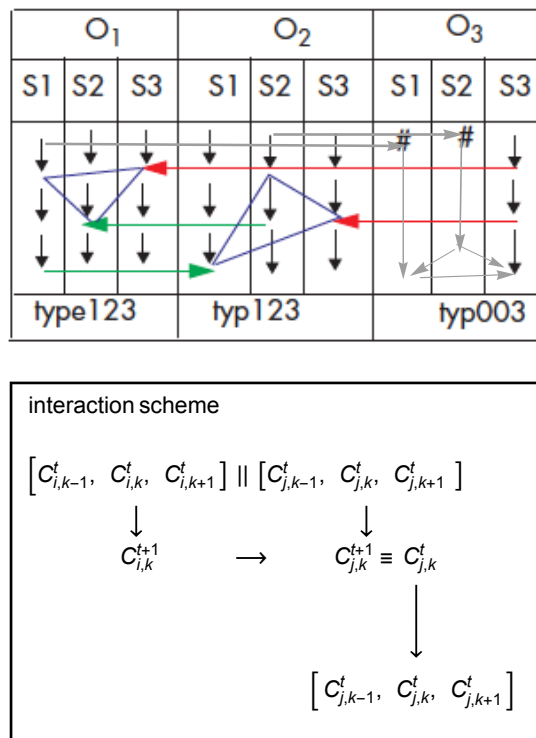 O₁ O₂ O₃
S1 S2 S3 S1 S2 S3 S1 S2 S3
# #
type123 typ123 typ003
interaction scheme
[C^t_{i,k-1}, C^t_{i,k}, C^t_{i,k+1}] || [C^t_{j,k-1}, C^t_{j,k}, C^t_{j,k+1}]
↓ ↓
C^{t+1}_{i,k} → C^{t+1}_{j,k} ≡ C^t_{j,k}
↓
[C^t_{j,k-1}, C^t_{j,k}, C^t_{j,k+1}]